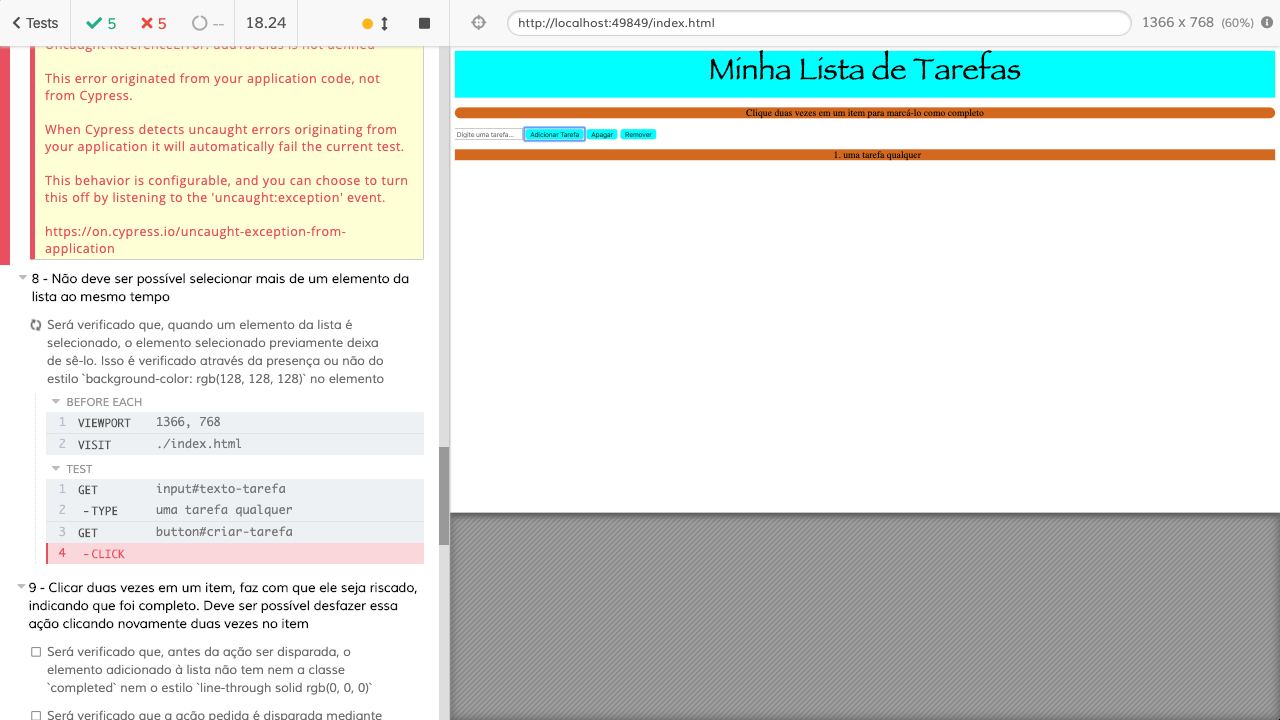 Tests
5
5
--
18.24
http://localhost:49849/index.html
1366 x 768 (60%)
Uncaught ReferenceError: addTarefas is not defined
This error originated from your application code, not
from Cypress.
When Cypress detects uncaught errors originating from
your application it will automatically fail the current test.
This behavior is configurable, and you can choose to turn
this off by listening to the 'uncaught:exception' event.
https://on.cypress.io/uncaught-exception-from-
application
8 - Não deve ser possível selecionar mais de um elemento da
lista ao mesmo tempo
Será verificado que, quando um elemento da lista é
selecionado, o elemento selecionado previamente deixa
de sê-lo. Isso é verificado através da presença ou não do
estilo `background-color: rgb(128, 128, 128)` no elemento
BEFORE EACH
1 VIEWPORT 1366, 768
2 VISIT ./index.html
TEST
1 GET input#texto-tarefa
2 -TYPE uma tarefa qualquer
3 GET button#criar-tarefa
4 -CLICK
9 - Clicar duas vezes em um item, faz com que ele seja riscado,
indicando que foi completo. Deve ser possível desfazer essa
ação clicando novamente duas vezes no item
Será verificado que, antes da ação ser disparada, o
elemento adicionado à lista não tem nem a classe
`completed` nem o estilo `line-through solid rgb(0, 0, 0)`
Será verificado que a ação pedida é disparada mediante
Minha Lista de Tarefas
Clique duas vezes em um item para marcá-lo como completo
Digite uma tarefa... Adicionar Tarefa Apagar Remover
1. uma tarefa qualquer